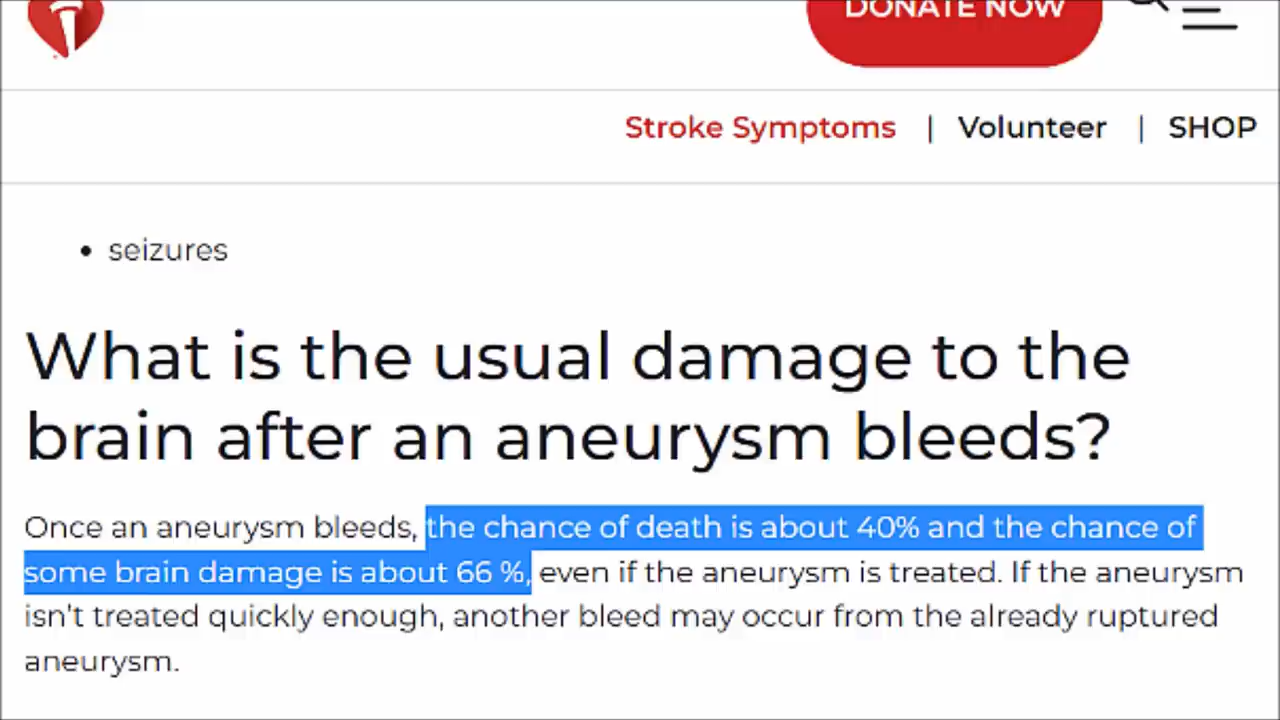 DONATE NOW
Stroke Symptoms | Volunteer | SHOP
• seizures
What is the usual damage to the
brain after an aneurysm bleeds?
Once an aneurysm bleeds, the chance of death is about 40% and the chance of
some brain damage is about 66 %, even if the aneurysm is treated. If the aneurysm
isn't treated quickly enough, another bleed may occur from the already ruptured
aneurysm.